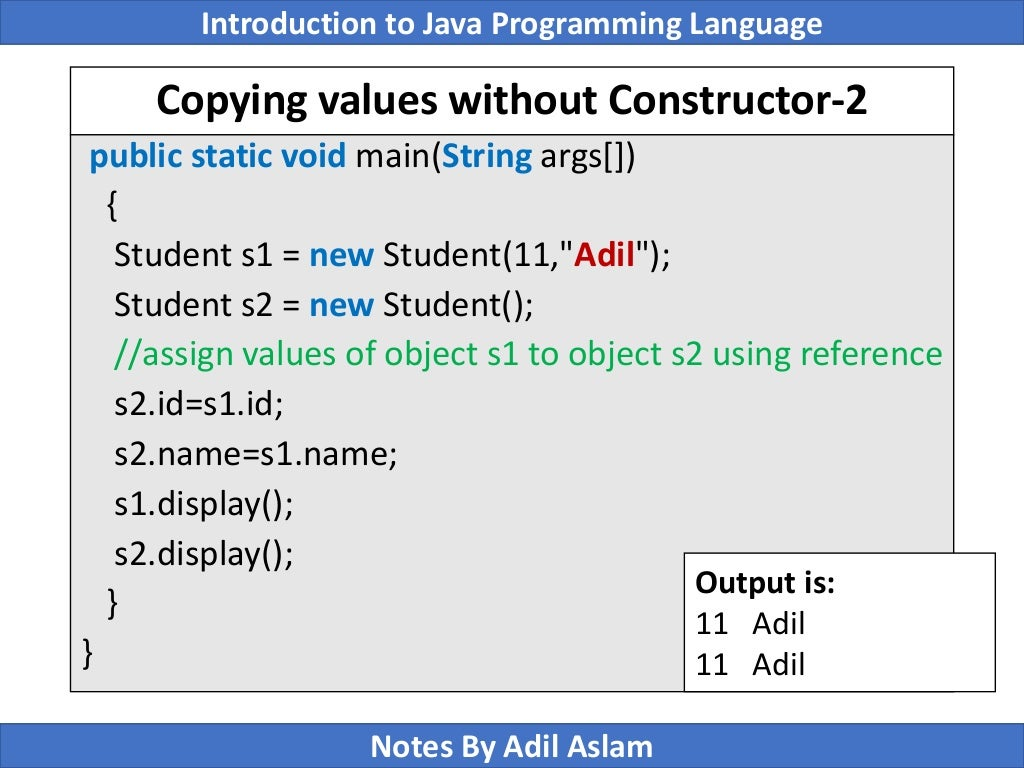 Introduction to Java Programming Language
Copying values without Constructor-2
public static void main(String args[])
{
Student s1 = new Student(11,"Adil");
Student s2 = new Student();
//assign values of object s1 to object s2 using reference
s2.id=s1.id;
s2.name=s1.name;
s1.display();
s2.display();
}
}
Output is:
11 Adil
11 Adil
Notes By Adil Aslam